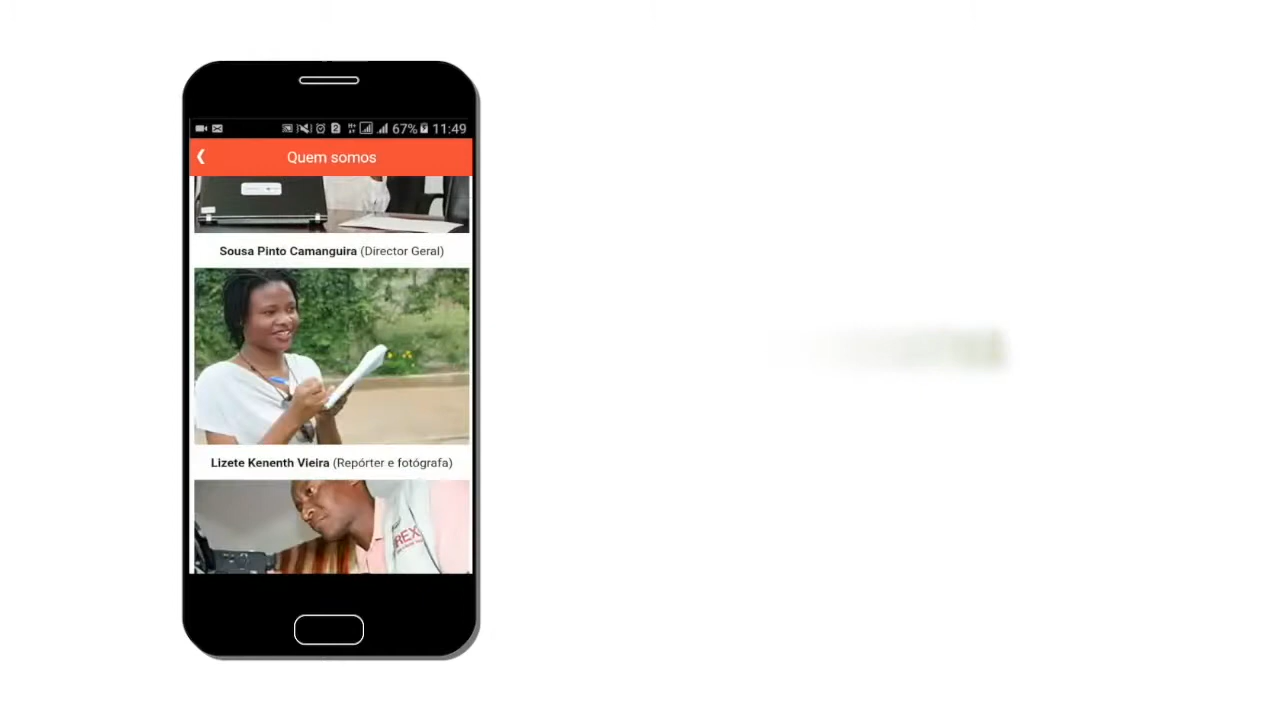 67% 11:49
Quem somos
Sousa Pinto Camanguira (Director Geral)
Lizete Kenenth Vieira (Repórter e fotógrafa)
REX